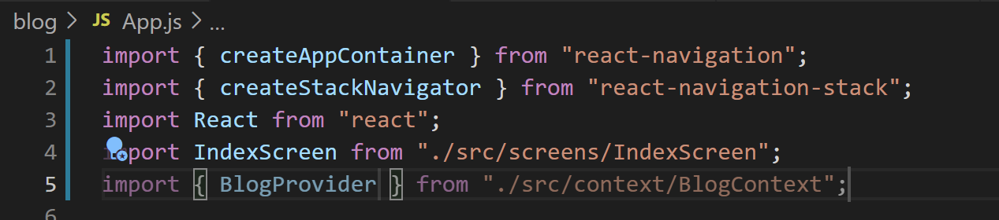 blog > JS App.js > ...
1 import { createAppContainer } from "react-navigation";
2 import { createStackNavigator } from "react-navigation-stack";
3 import React from "react";
4 import IndexScreen from "./src/screens/IndexScreen";
5 import { BlogProvider } from "./src/context/BlogContext";
6